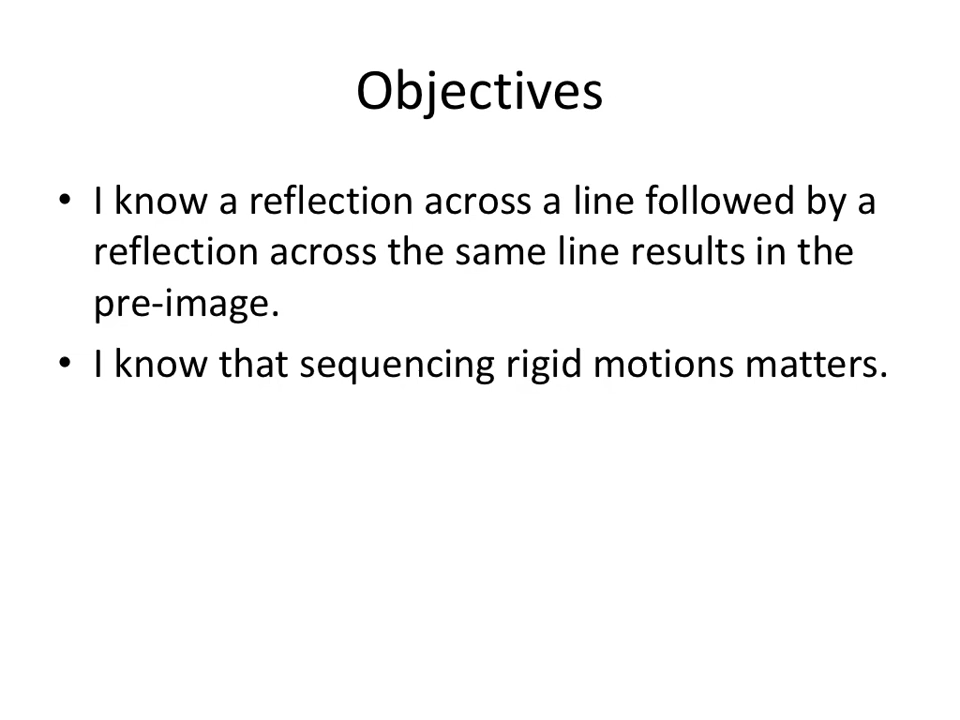 Objectives
• I know a reflection across a line followed by a
reflection across the same line results in the
pre-image.
• I know that sequencing rigid motions matters.